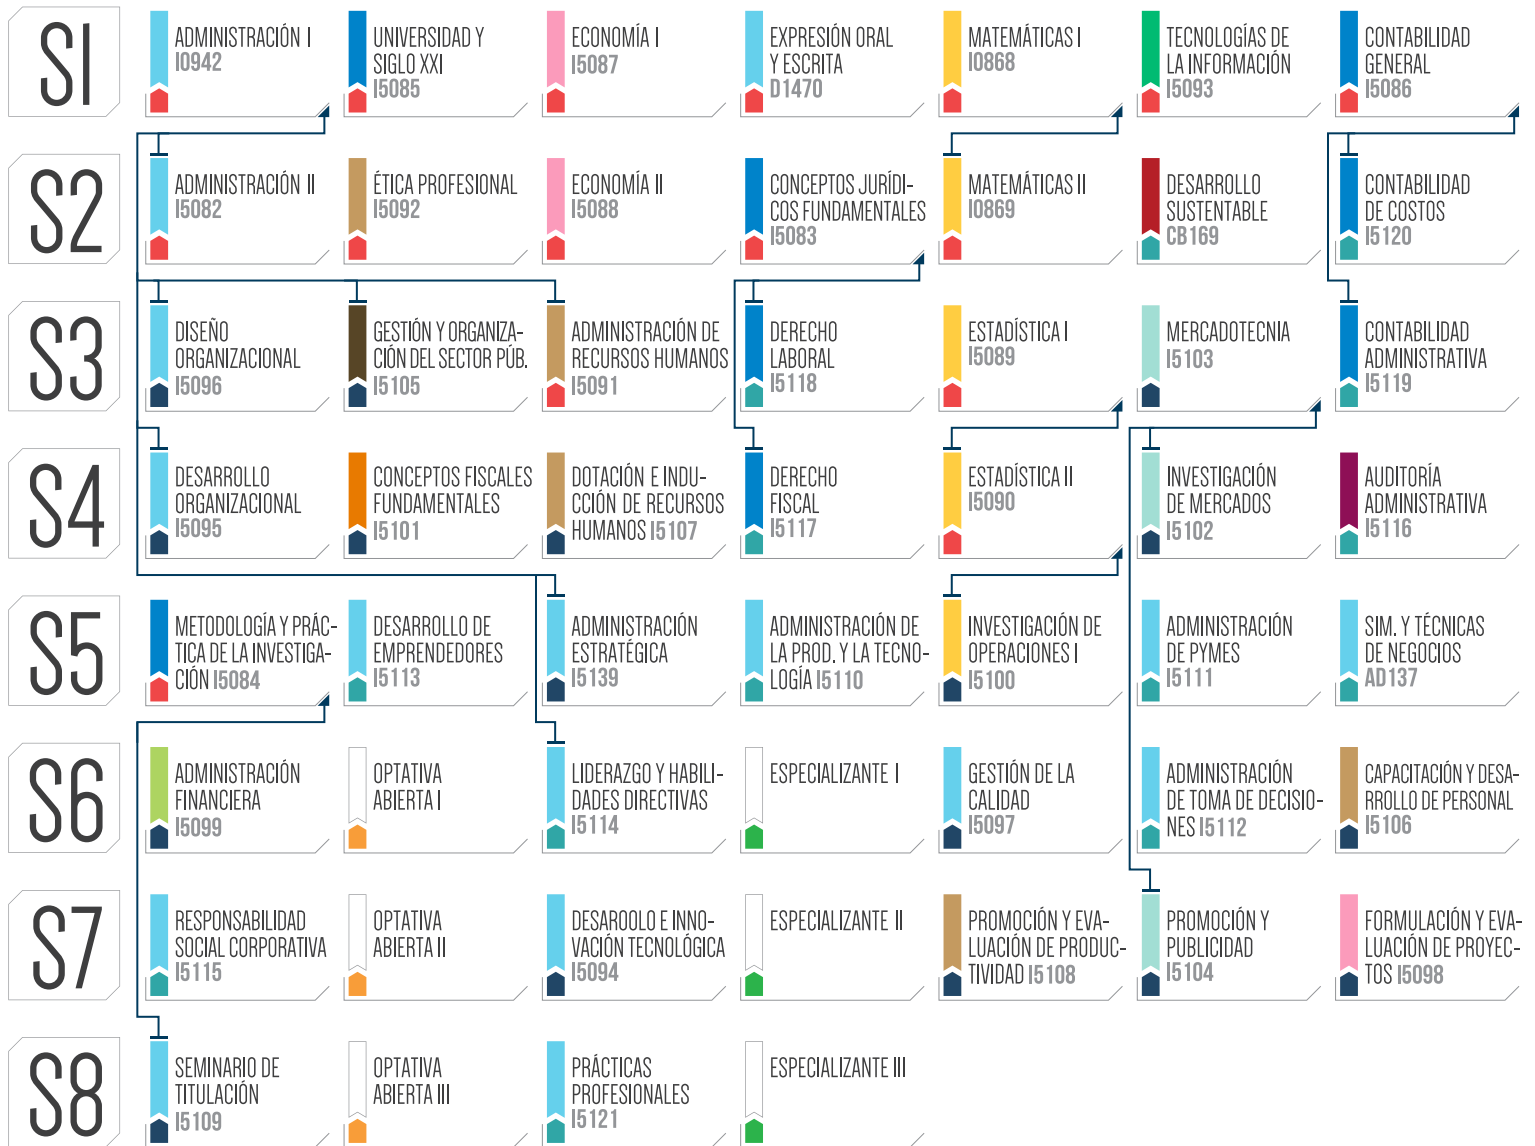 S1
ADMINISTRACIÓN I
I0942
UNIVERSIDAD Y
SIGLO XXI
I5085
ECONOMÍA I
I5087
EXPRESIÓN ORAL
Y ESCRITA
D1470
MATEMÁTICAS I
I0868
TECNOLOGÍAS DE
LA INFORMACIÓN
I5093
CONTABILIDAD
GENERAL
I5086
S2
ADMINISTRACIÓN II
I5082
ÉTICA PROFESIONAL
I5092
ECONOMÍA II
I5088
CONCEPTOS JURÍDI-
COS FUNDAMENTALES
I5083
MATEMÁTICAS II
I0869
DESARROLLO
SUSTENTABLE
CB169
CONTABILIDAD
DE COSTOS
I5120
S3
DISEÑO
ORGANIZACIONAL
I5096
GESTIÓN Y ORGANIZA-
CIÓN DEL SECTOR PÚB.
I5105
ADMINISTRACIÓN DE
RECURSOS HUMANOS
I5091
DERECHO
LABORAL
I5118
ESTADÍSTICA I
I5089
MERCADOTECNIA
I5103
CONTABILIDAD
ADMINISTRATIVA
I5119
S4
DESARROLLO
ORGANIZACIONAL
I5095
CONCEPTOS FISCALES
FUNDAMENTALES
I5101
DOTACIÓN E INDU-
CCIÓN DE RECURSOS
HUMANOS I5107
DERECHO
FISCAL
I5117
ESTADÍSTICA II
I5090
INVESTIGACIÓN
DE MERCADOS
I5102
AUDITORÍA
ADMINISTRATIVA
I5116
S5
METODOLOGÍA Y PRÁC-
TICA DE LA INVESTIGA-
CIÓN I5084
DESARROLLO DE
EMPRENDEDORES
I5113
ADMINISTRACIÓN
ESTRATÉGICA
I5139
ADMINISTRACIÓN DE
LA PROD. Y LA TECNO-
LOGÍA I5110
INVESTIGACIÓN DE
OPERACIONES I
I5100
ADMINISTRACIÓN
DE PYMES
I5111
SIM. Y TÉCNICAS
DE NEGOCIOS
AD137
S6
ADMINISTRACIÓN
FINANCIERA
I5099
OPTATIVA
ABIERTA I
LIDERAZGO Y HABILI-
DADES DIRECTIVAS
I5114
ESPECIALIZANTE I
GESTIÓN DE LA
CALIDAD
I5097
ADMINISTRACIÓN
DE TOMA DE DECISIO-
NES I5112
CAPACITACIÓN Y DESA-
RROLLO DE PERSONAL
I5106
S7
RESPONSABILIDAD
SOCIAL CORPORATIVA
I5115
OPTATIVA
ABIERTA II
DESAROOLO E INNO-
VACIÓN TECNOLÓGICA
I5094
ESPECIALIZANTE II
PROMOCIÓN Y EVA-
LUACIÓN DE PRODUC-
TIVIDAD I5108
PROMOCIÓN Y
PUBLICIDAD
I5104
FORMULACIÓN Y EVA-
LUACIÓN DE PROYEC-
TOS I5098
S8
SEMINARIO DE
TITULACIÓN
I5109
OPTATIVA
ABIERTA III
PRÁCTICAS
PROFESIONALES
I5121
ESPECIALIZANTE III